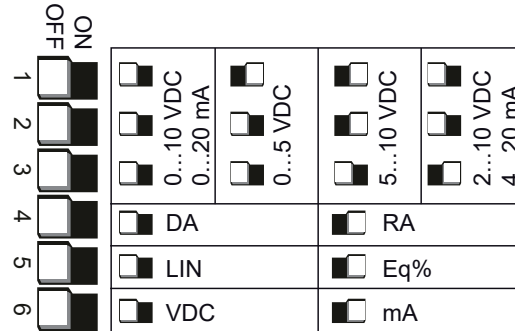 OFF
ON
1
2
3
4
5
6
0...10 VDC
0...20 mA
0...5 VDC
5...10 VDC
2...10 VDC
4...20 mA
DA
RA
LIN
Eq%
VDC
mA